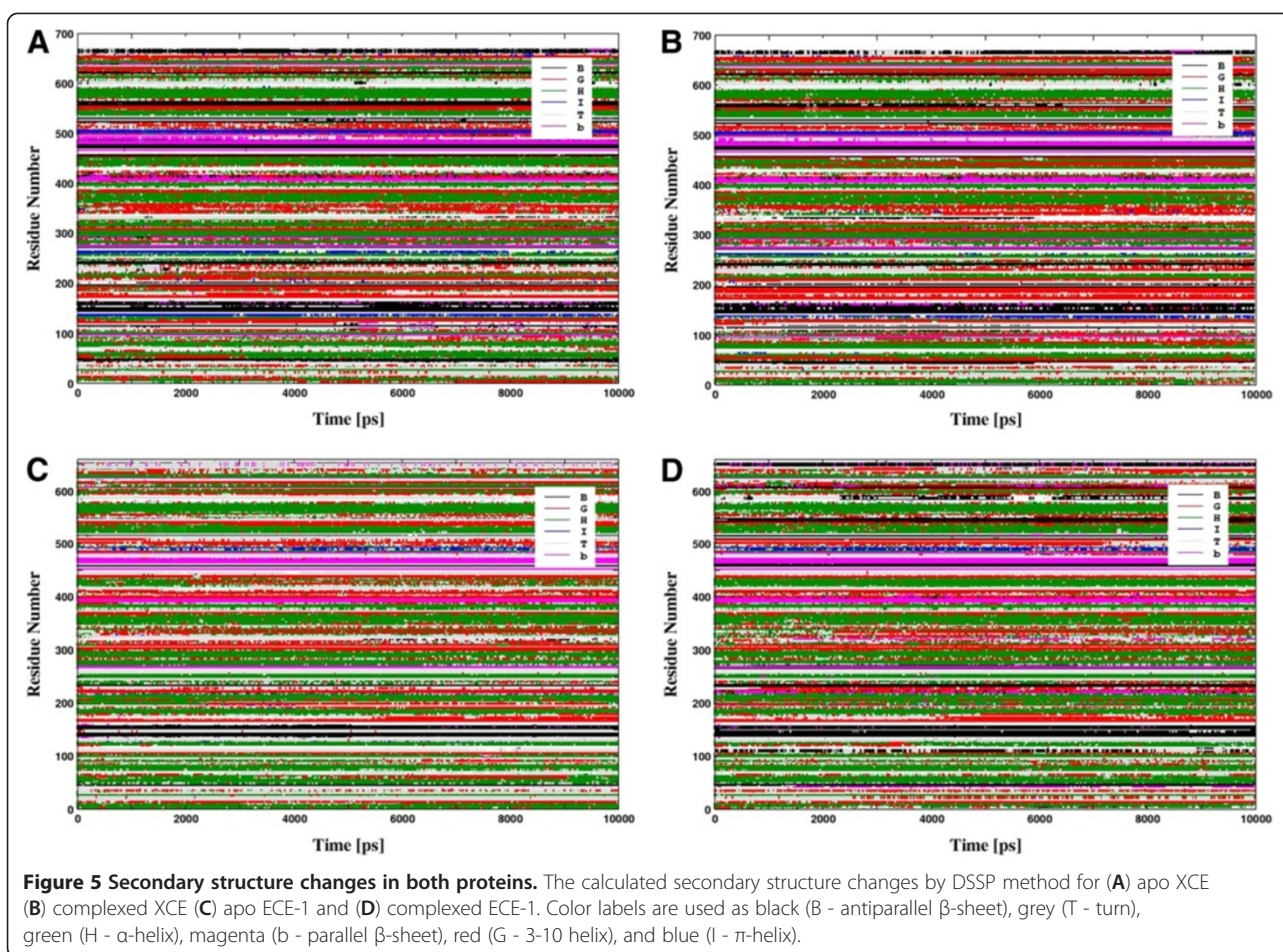 A
700
600
500
400
300
200
100
0
Residue Number
B
G
H
I
T
b
0
2000
4000
6000
8000
10000
Time [ps]
B
700
600
500
400
300
200
100
0
Residue Number
B
G
H
I
T
b
0
2000
4000
6000
8000
10000
Time [ps]
C
600
500
400
300
200
100
0
Residue Number
B
G
H
I
T
b
0
2000
4000
6000
8000
10000
Time [ps]
D
600
500
400
300
200
100
0
Residue Number
B
G
H
I
T
b
0
2000
4000
6000
8000
10000
Time [ps]
Figure 5 Secondary structure changes in both proteins. The calculated secondary structure changes by DSSP method for (A) apo XCE
(B) complexed XCE (C) apo ECE-1 and (D) complexed ECE-1. Color labels are used as black (B - antiparallel β-sheet), grey (T - turn),
green (H - α-helix), magenta (b - parallel β-sheet), red (G - 3-10 helix), and blue (I - π-helix).